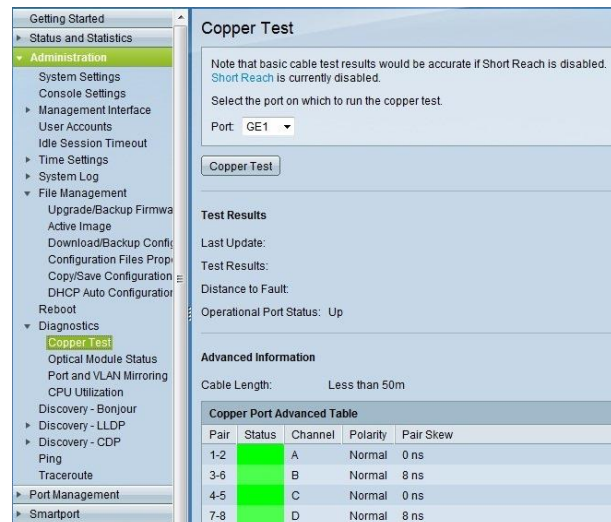 Getting Started
Status and Statistics
Administration
System Settings
Console Settings
Management Interface
User Accounts
Idle Session Timeout
Time Settings
System Log
File Management
Upgrade/Backup Firmwa
Active Image
Download/Backup Config
Configuration Files Prope
Copy/Save Configuration
DHCP Auto Configuration
Reboot
Diagnostics
Copper Test
Optical Module Status
Port and VLAN Mirroring
CPU Utilization
Discovery - Bonjour
Discovery - LLDP
Discovery - CDP
Ping
Traceroute
Port Management
Smartport
Copper Test
Note that basic cable test results would be accurate if Short Reach is disabled.
Short Reach is currently disabled.
Select the port on which to run the copper test.
Port: GE1
Copper Test
Test Results
Last Update:
Test Results:
Distance to Fault:
Operational Port Status: Up
Advanced Information
Cable Length: Less than 50m
Copper Port Advanced Table
Pair Status Channel Polarity Pair Skew
1-2 A Normal 0 ns
3-6 B Normal 8 ns
4-5 C Normal 0 ns
7-8 D Normal 8 ns